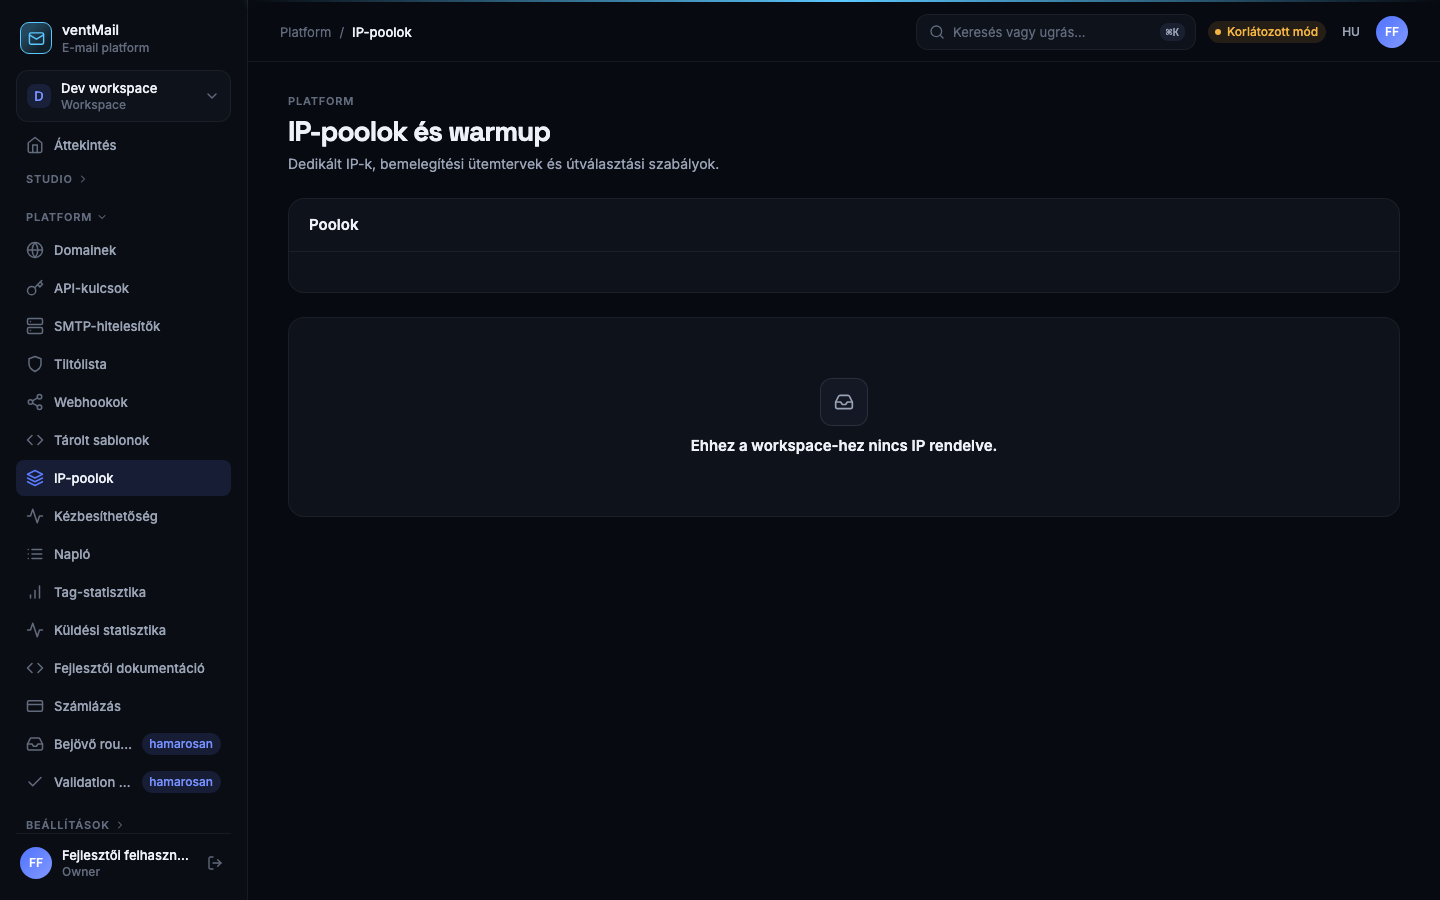 ventMail
E-mail platform
D
Dev workspace
Workspace
Áttekintés
STUDIO
PLATFORM
Domainek
API-kulcsok
SMTP-hitelesítők
Tiltólista
Webhookok
Tárolt sablonok
IP-poolok
Kézbesíthetőség
Napló
Tag-statisztika
Küldési statisztika
Fejlesztői dokumentáció
Számlázás
Bejövő rou... hamarosan
Validation ... hamarosan
BEÁLLÍTÁSOK
FF
Fejlesztői felhaszn...
Owner
Platform / IP-poolok
Keresés vagy ugrás... ⌘K
Korlátozott mód
HU
FF
PLATFORM
IP-poolok és warmup
Dedikált IP-k, bemelegítési ütemtervek és útválasztási szabályok.
Poolok
Ehhez a workspace-hez nincs IP rendelve.